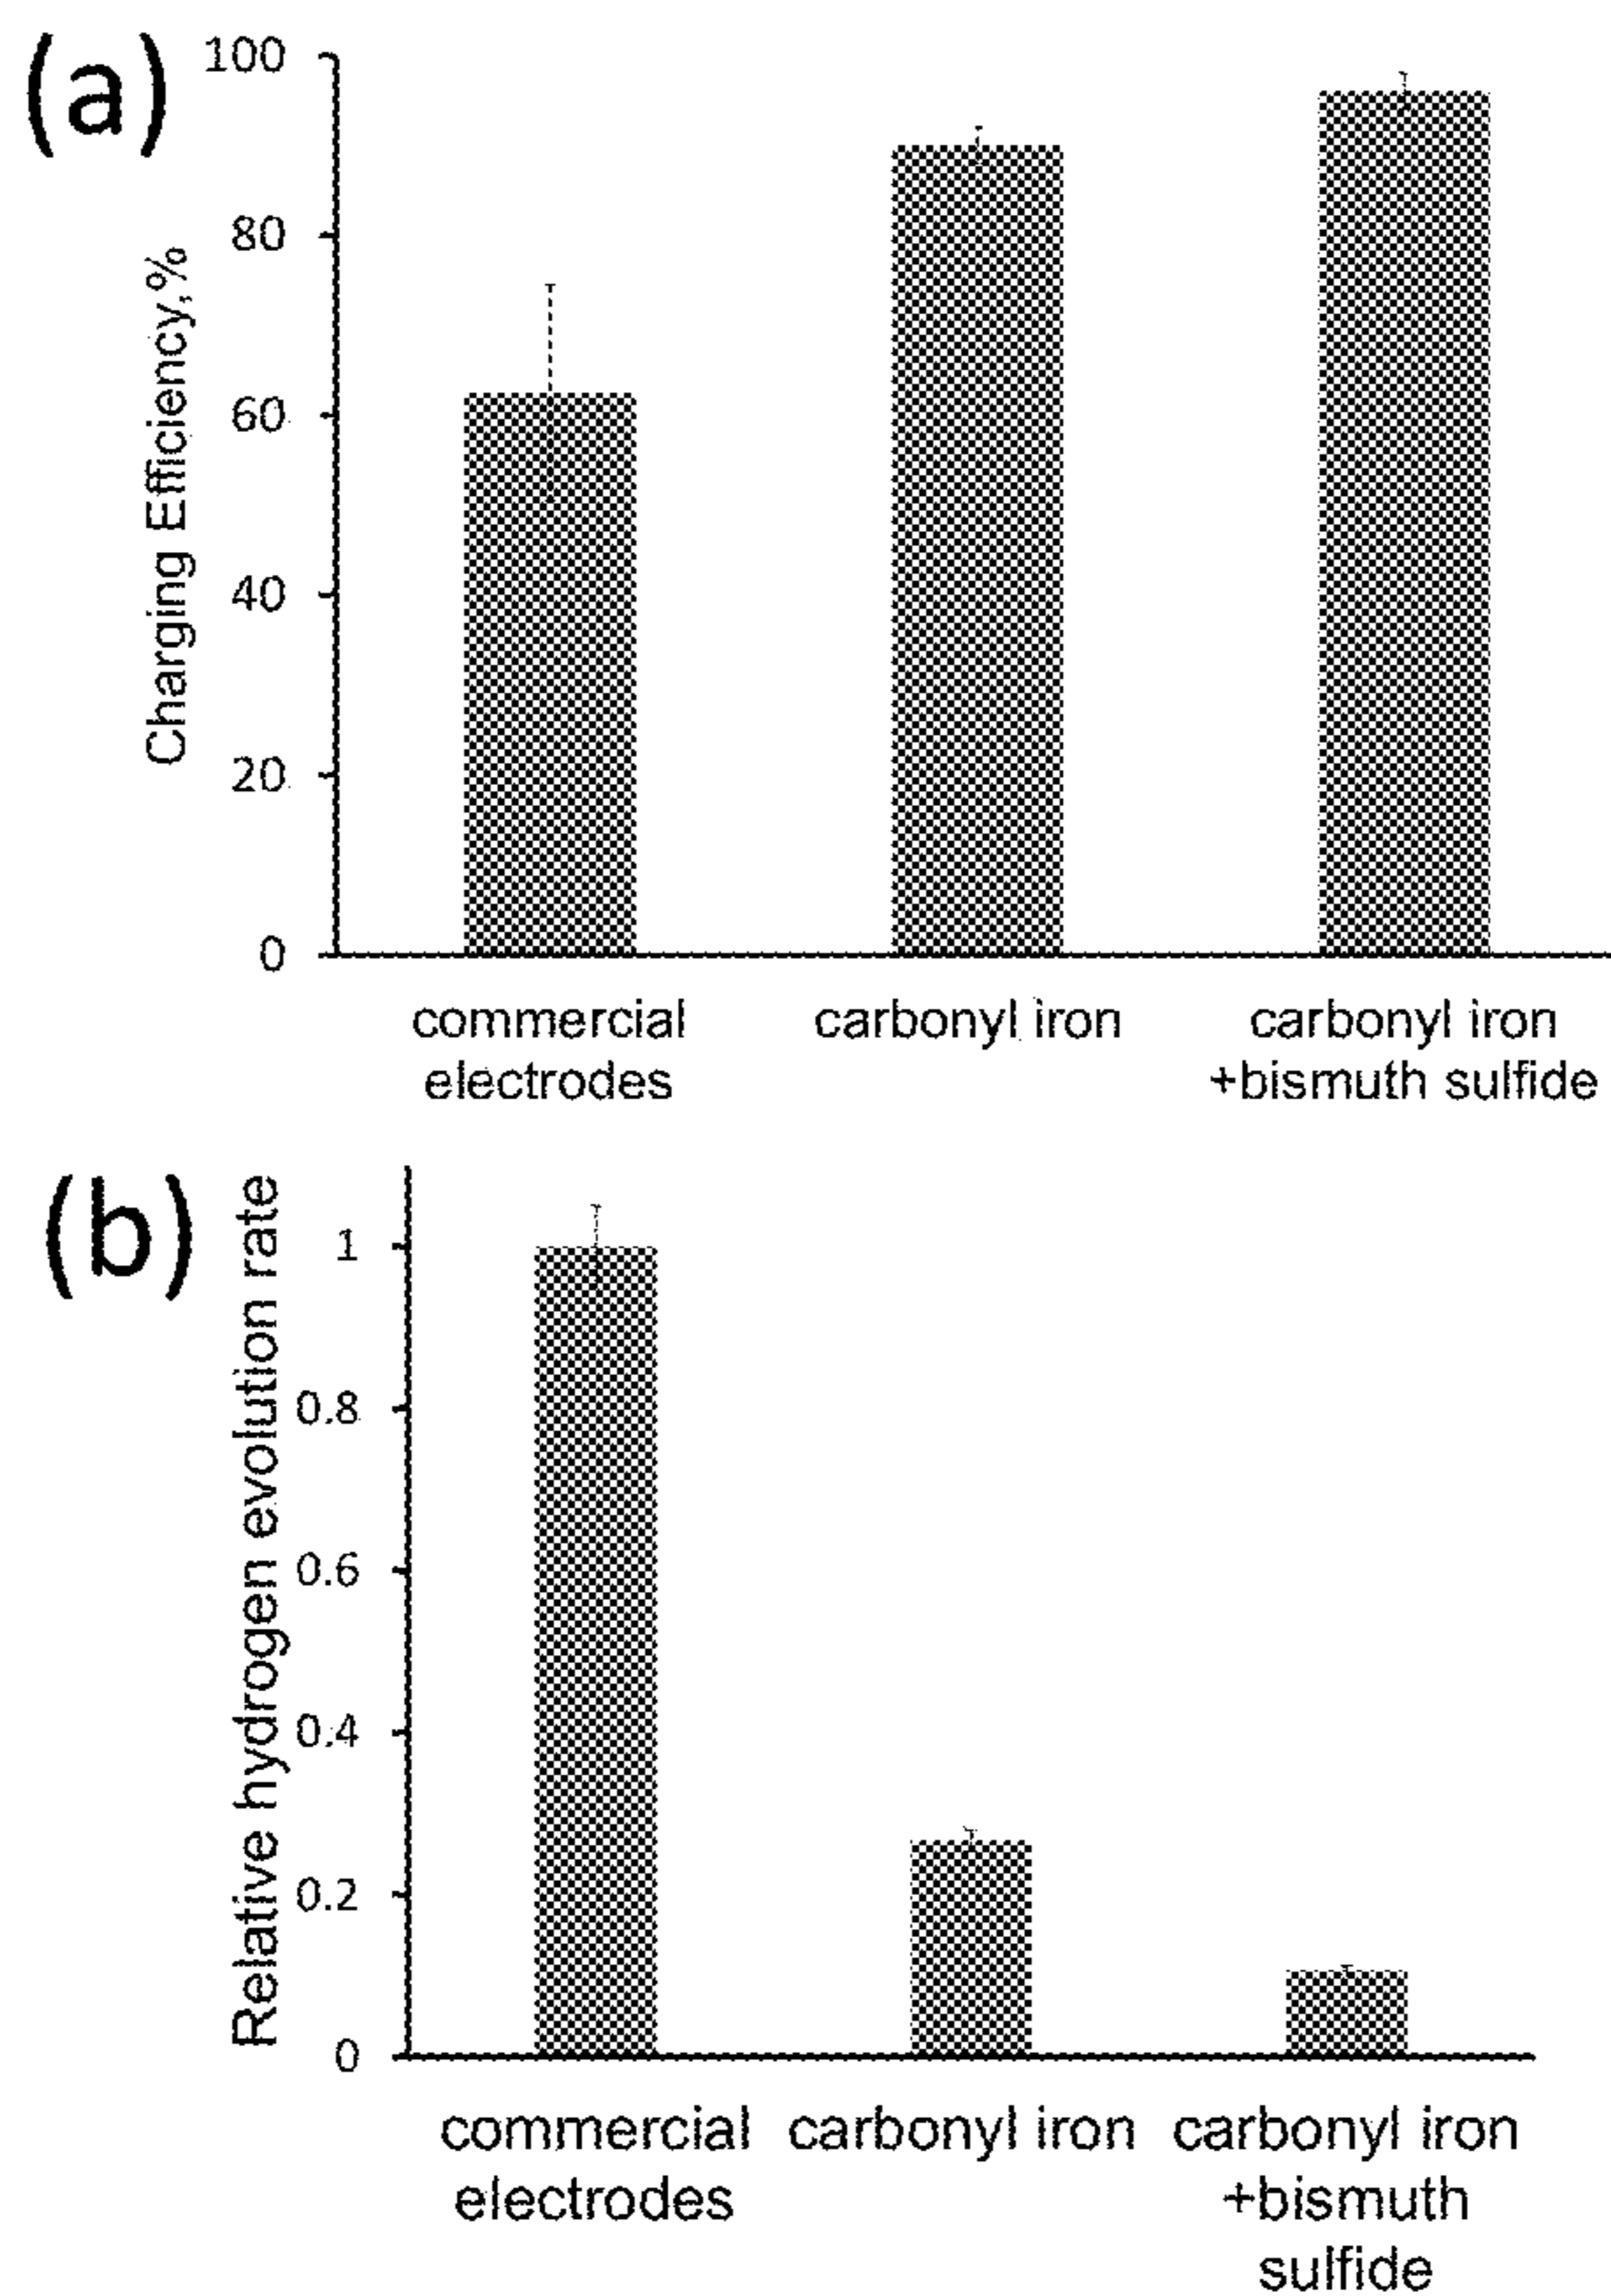 (a)
Charging Efficiency,%
100
80
60
40
20
0
commercial
electrodes
carbonyl iron
carbonyl iron
+bismuth sulfide
(b)
Relative hydrogen evolution rate
1
0.8
0.6
0.4
0.2
0
commercial
electrodes
carbonyl iron
carbonyl iron
+bismuth
sulfide